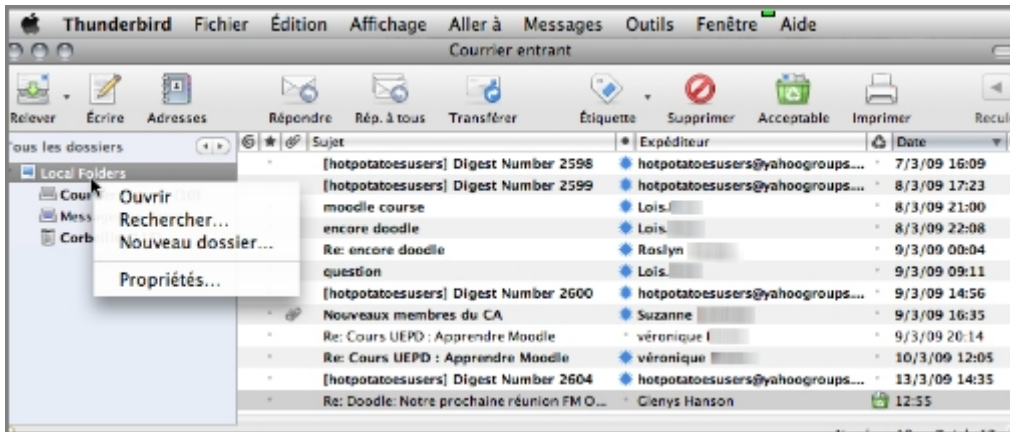 Thunderbird Fichier Édition Affichage Aller à Messages Outils Fenêtre Aide
Courrier entrant
Relever Écrire Adresses Répondre Rép. à tous Transférer Étiquette Supprimer Acceptable Imprimer Recul
ous les dossiers Sujet Expéditeur Date
[hotpotatoesusers] Digest Number 2598 hotpotatoesusers@yahoogroups.... 7/3/09 16:09
Local Folders [hotpotatoesusers] Digest Number 2599 hotpotatoesusers@yahoogroups.... 8/3/09 17:23
Cou Ouvrir moodle course Lois. 8/3/09 21:00
Mess Rechercher... encore doodle Lois. 8/3/09 22:08
Corb Nouveau dossier... Re: encore doodle Roslyn 9/3/09 00:04
Propriétés... question Lois. 9/3/09 09:11
[hotpotatoesusers] Digest Number 2600 hotpotatoesusers@yahoogroups.... 9/3/09 14:56
Nouveaux membres du CA Suzanne 9/3/09 16:35
Re: Cours UEPD : Apprendre Moodle véronique 9/3/09 20:14
Re: Cours UEPD : Apprendre Moodle véronique 10/3/09 12:05
[hotpotatoesusers] Digest Number 2604 hotpotatoesusers@yahoogroups.... 13/3/09 14:35
Re: Doodle: Notre prochaine réunion FM O... Glenys Hanson 12:55